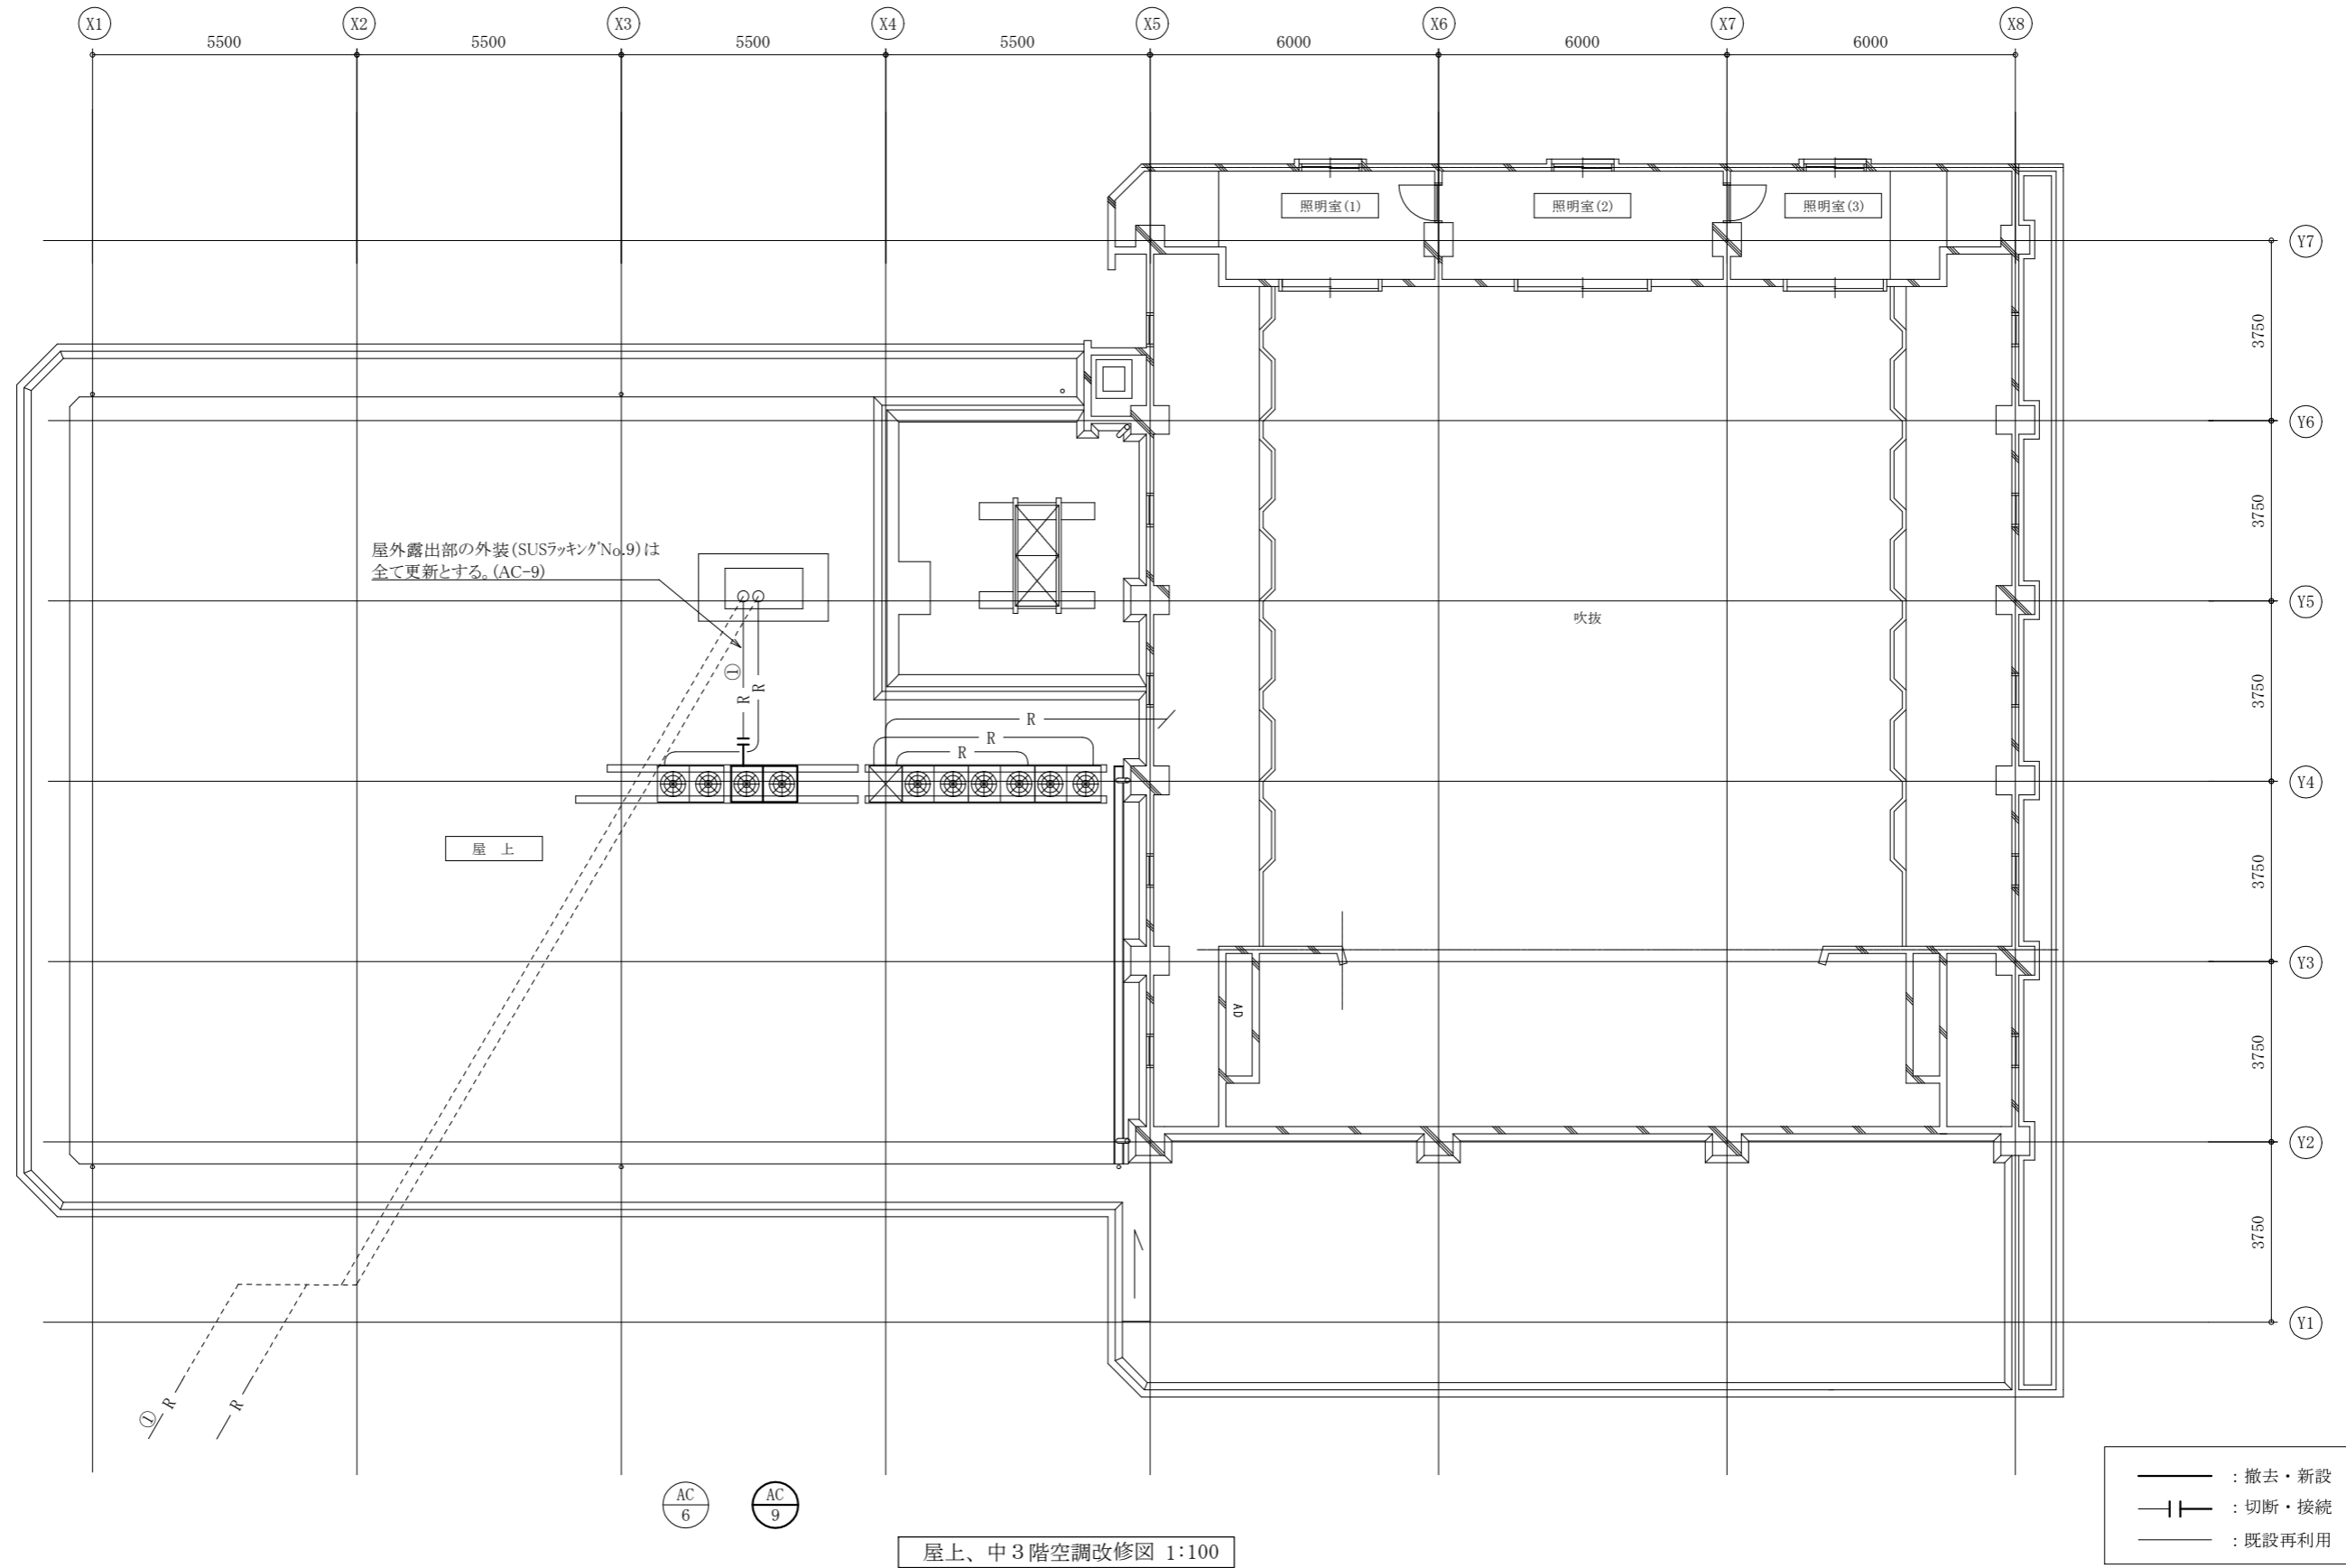 X1 X2 X3 X4 X5 X6 X7 X8
5500 5500 5500 5500 6000 6000 6000
照明室(1) 照明室(2) 照明室(3)
Y7
3750
Y6
3750
屋外露出部の外装(SUSラッキングNo.9)は
全て更新とする。(AC-9)
Y5
吹抜
3750
① R R
R
R
R
Y4
屋 上
3750
Y3
AD
3750
Y2
3750
Y1
① R R
AC
6
AC
9
屋上、中3階空調改修図 1:100
：撤去・新設
：切断・接続
：既設再利用